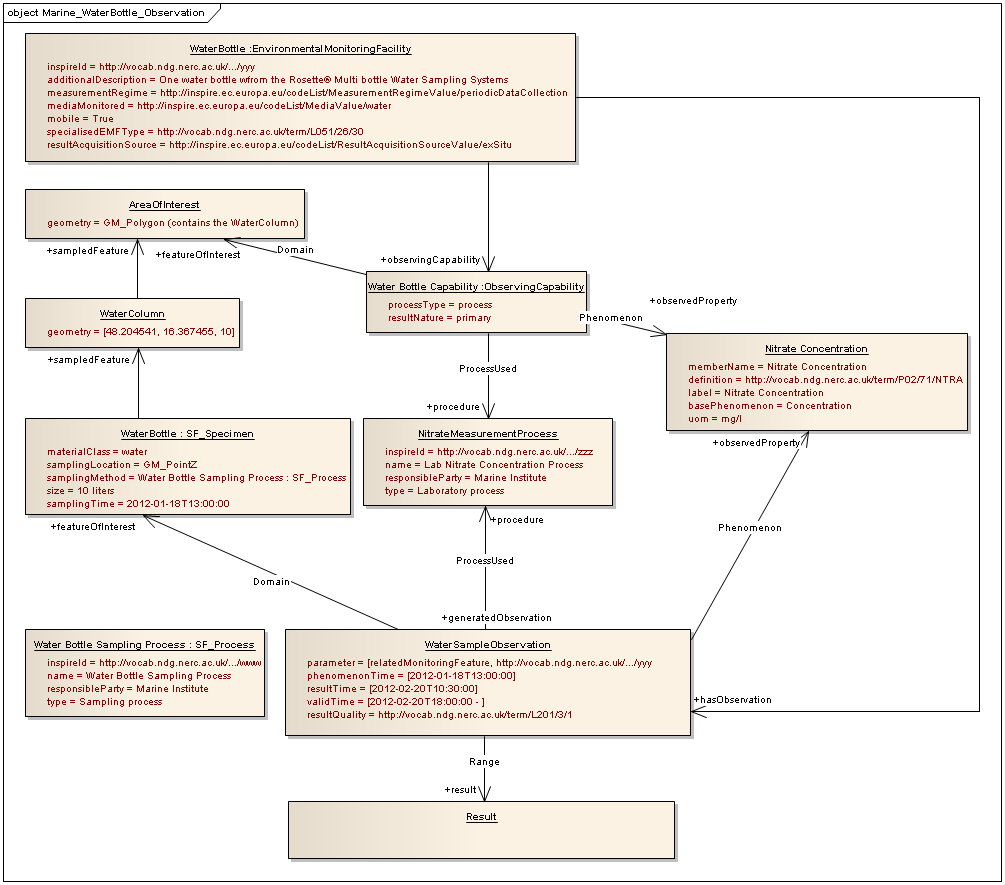 object Marine_WaterBottle_Observation
WaterBottle :EnvironmentalMonitoringFacility
inspireId = http://vocab.ndg.nerc.ac.uk/.../yyy
additionalDescription = One water bottle wfrom the Rosette® Multi bottle Water Sampling Systems
measurementRegime = http://inspire.ec.europa.eu/codeList/MeasurementRegimeValue/periodicDataCollection
mediaMonitored = http://inspire.ec.europa.eu/codeList/MediaValue/water
mobile = True
specialisedEMFType = http://vocab.ndg.nerc.ac.uk/term/L051/26/30
resultAcquisitionSource = http://inspire.ec.europa.eu/codeList/ResultAcquisitionSourceValue/exSitu
AreaOfInterest
geometry = GM_Polygon (contains the WaterColumn)
+sampledFeature
+featureOfInterest
Domain
+observingCapability
Water Bottle Capability :ObservingCapability
processType = process
resultNature = primary
+observedProperty
Phenomenon
WaterColumn
geometry = [48.204541, 16.367455, 10]
+sampledFeature
ProcessUsed
+procedure
Nitrate Concentration
memberName = Nitrate Concentration
definition = http://vocab.ndg.nerc.ac.uk/term/P02/71/NTRA
label = Nitrate Concentration
basePhenomenon = Concentration
uom = mg/l
+observedProperty
WaterBottle : SF_Specimen
materialClass = water
samplingLocation = GM_PointZ
samplingMethod = Water Bottle Sampling Process : SF_Process
size = 10 liters
samplingTime = 2012-01-18T13:00:00
+featureOfInterest
NitrateMeasurementProcess
inspireId = http://vocab.ndg.nerc.ac.uk/.../zzz
name = Lab Nitrate Concentration Process
responsibleParty = Marine Institute
type = Laboratory process
+procedure
Phenomenon
ProcessUsed
Domain
+generatedObservation
Water Bottle Sampling Process : SF_Process
inspireId = http://vocab.ndg.nerc.ac.uk/.../www
name = Water Bottle Sampling Process
responsibleParty = Marine Institute
type = Sampling process
WaterSampleObservation
parameter = [relatedMonitoringFeature, http://vocab.ndg.nerc.ac.uk/.../yyy
phenomenonTime = [2012-01-18T13:00:00]
resultTime = [2012-02-20T10:30:00]
validTime = [2012-02-20T18:00:00 - ]
resultQuality = http://vocab.ndg.nerc.ac.uk/term/L201/3/1
+hasObservation
Range
+result
Result